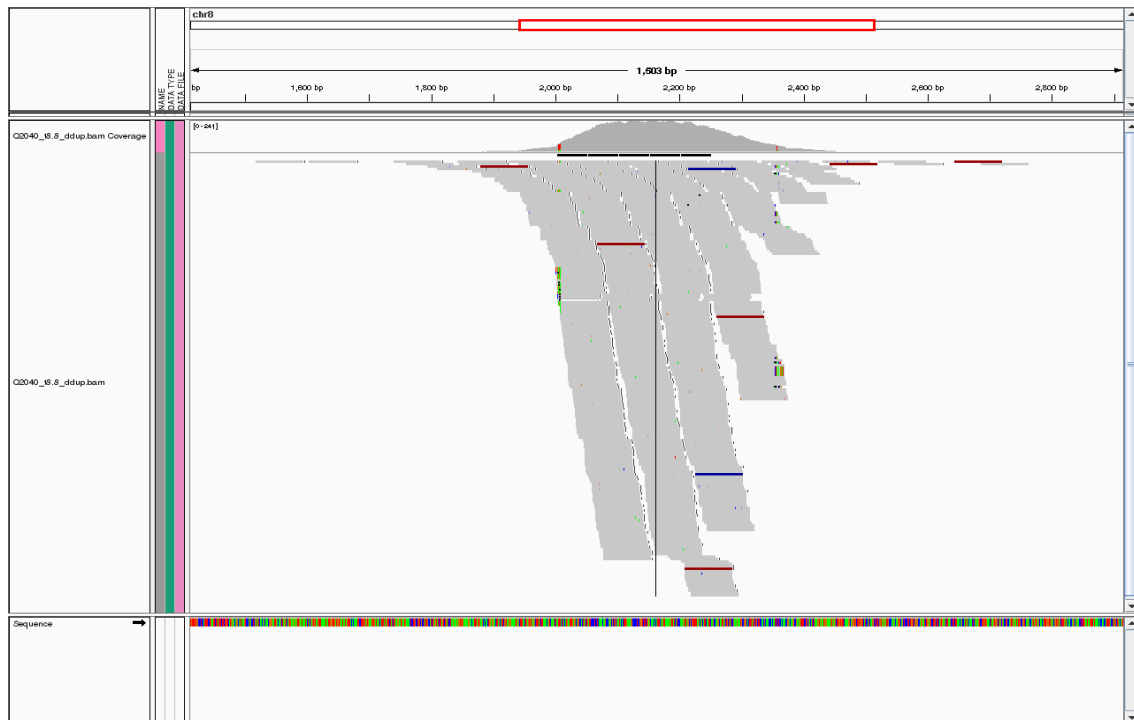 chr8
1,503 bp
bp
1,600 bp
1,800 bp
2,000 bp
2,200 bp
2,400 bp
2,600 bp
2,800 bp
NAME
DATA TYPE
DATA FILE
Q2040_t8.8_ddup.bam Coverage
[0-241]
Q2040_t8.8_ddup.bam
Sequence